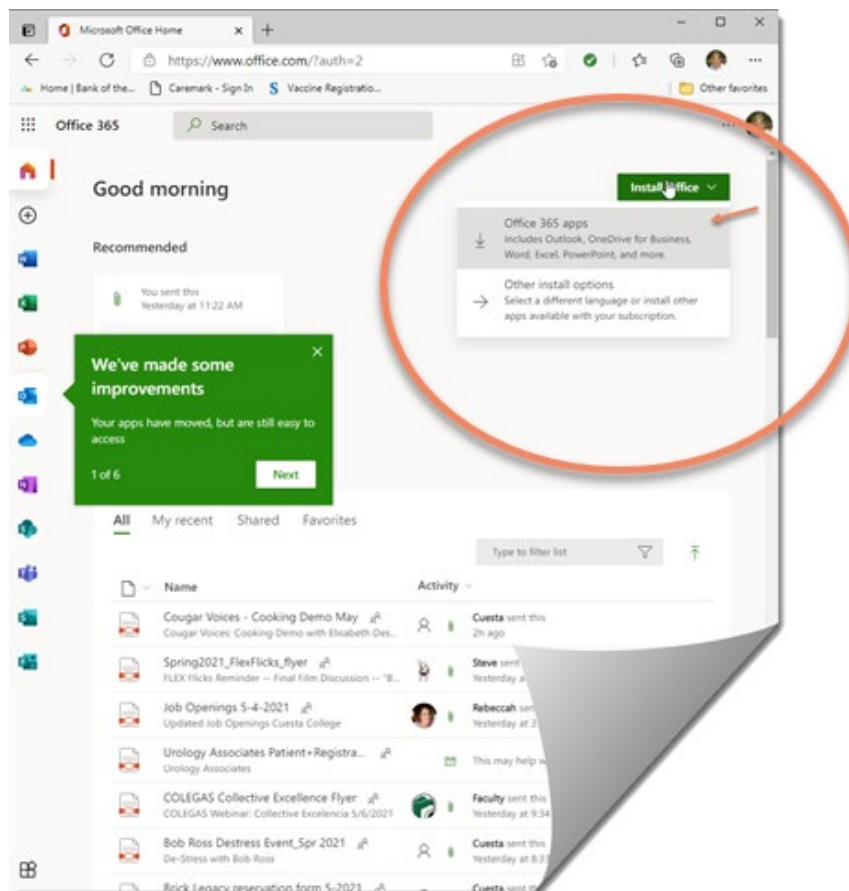 Microsoft Office Home
https://www.office.com/?auth=2
Home | Bank of the... Caremark - Sign In Vaccine Registratio... Other favorites
Office 365 Search
Good morning
Install Office
Office 365 apps
Includes Outlook, OneDrive for Business,
Word, Excel, PowerPoint, and more.
Other install options
Select a different language or install other
apps available with your subscription.
Recommended
You sent this
Yesterday at 11:22 AM
We've made some
improvements
Your apps have moved, but are still easy to
access
1 of 6 Next
All My recent Shared Favorites
Type to filter list
Name Activity
Cougar Voices - Cooking Demo May Cuesta sent this
Cougar Voices: Cooking Demo with Elisabeth Des... 2h ago
Spring2021_FlexFlicks_flyer Steve sent
FLEX Flicks Reminder -- Final Film Discussion -- "B... Yesterday a
Job Openings 5-4-2021 Rebeccah sen
Updated Job Openings Cuesta College Yesterday at 3
Urology Associates Patient+Registra... This may help w
Urology Associates
COLEGAS Collective Excellence Flyer Faculty sent this
COLEGAS Webinar: Collective Excelencia 5/6/2021 Yesterday at 9:34
Bob Ross Destress Event_Spr 2021 Cuesta sent this
De-Stress with Bob Ross Yesterday at 8:33
Brick Legacy reservation form 5-2021 Cuesta sent